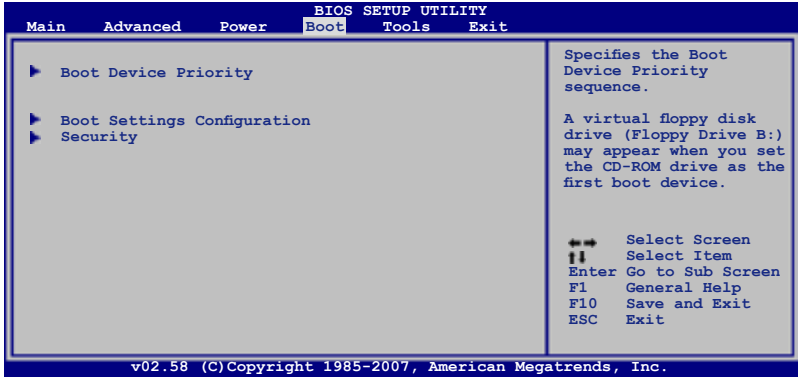 BIOS SETUP UTILITY
Main Advanced Power Boot Tools Exit
Boot Device Priority
Boot Settings Configuration
Security
Specifies the Boot
Device Priority
sequence.
A virtual floppy disk
drive (Floppy Drive B:)
may appear when you set
the CD-ROM drive as the
first boot device.
Select Screen
Select Item
Enter Go to Sub Screen
F1 General Help
F10 Save and Exit
ESC Exit
v02.58 (C)Copyright 1985-2007, American Megatrends, Inc.